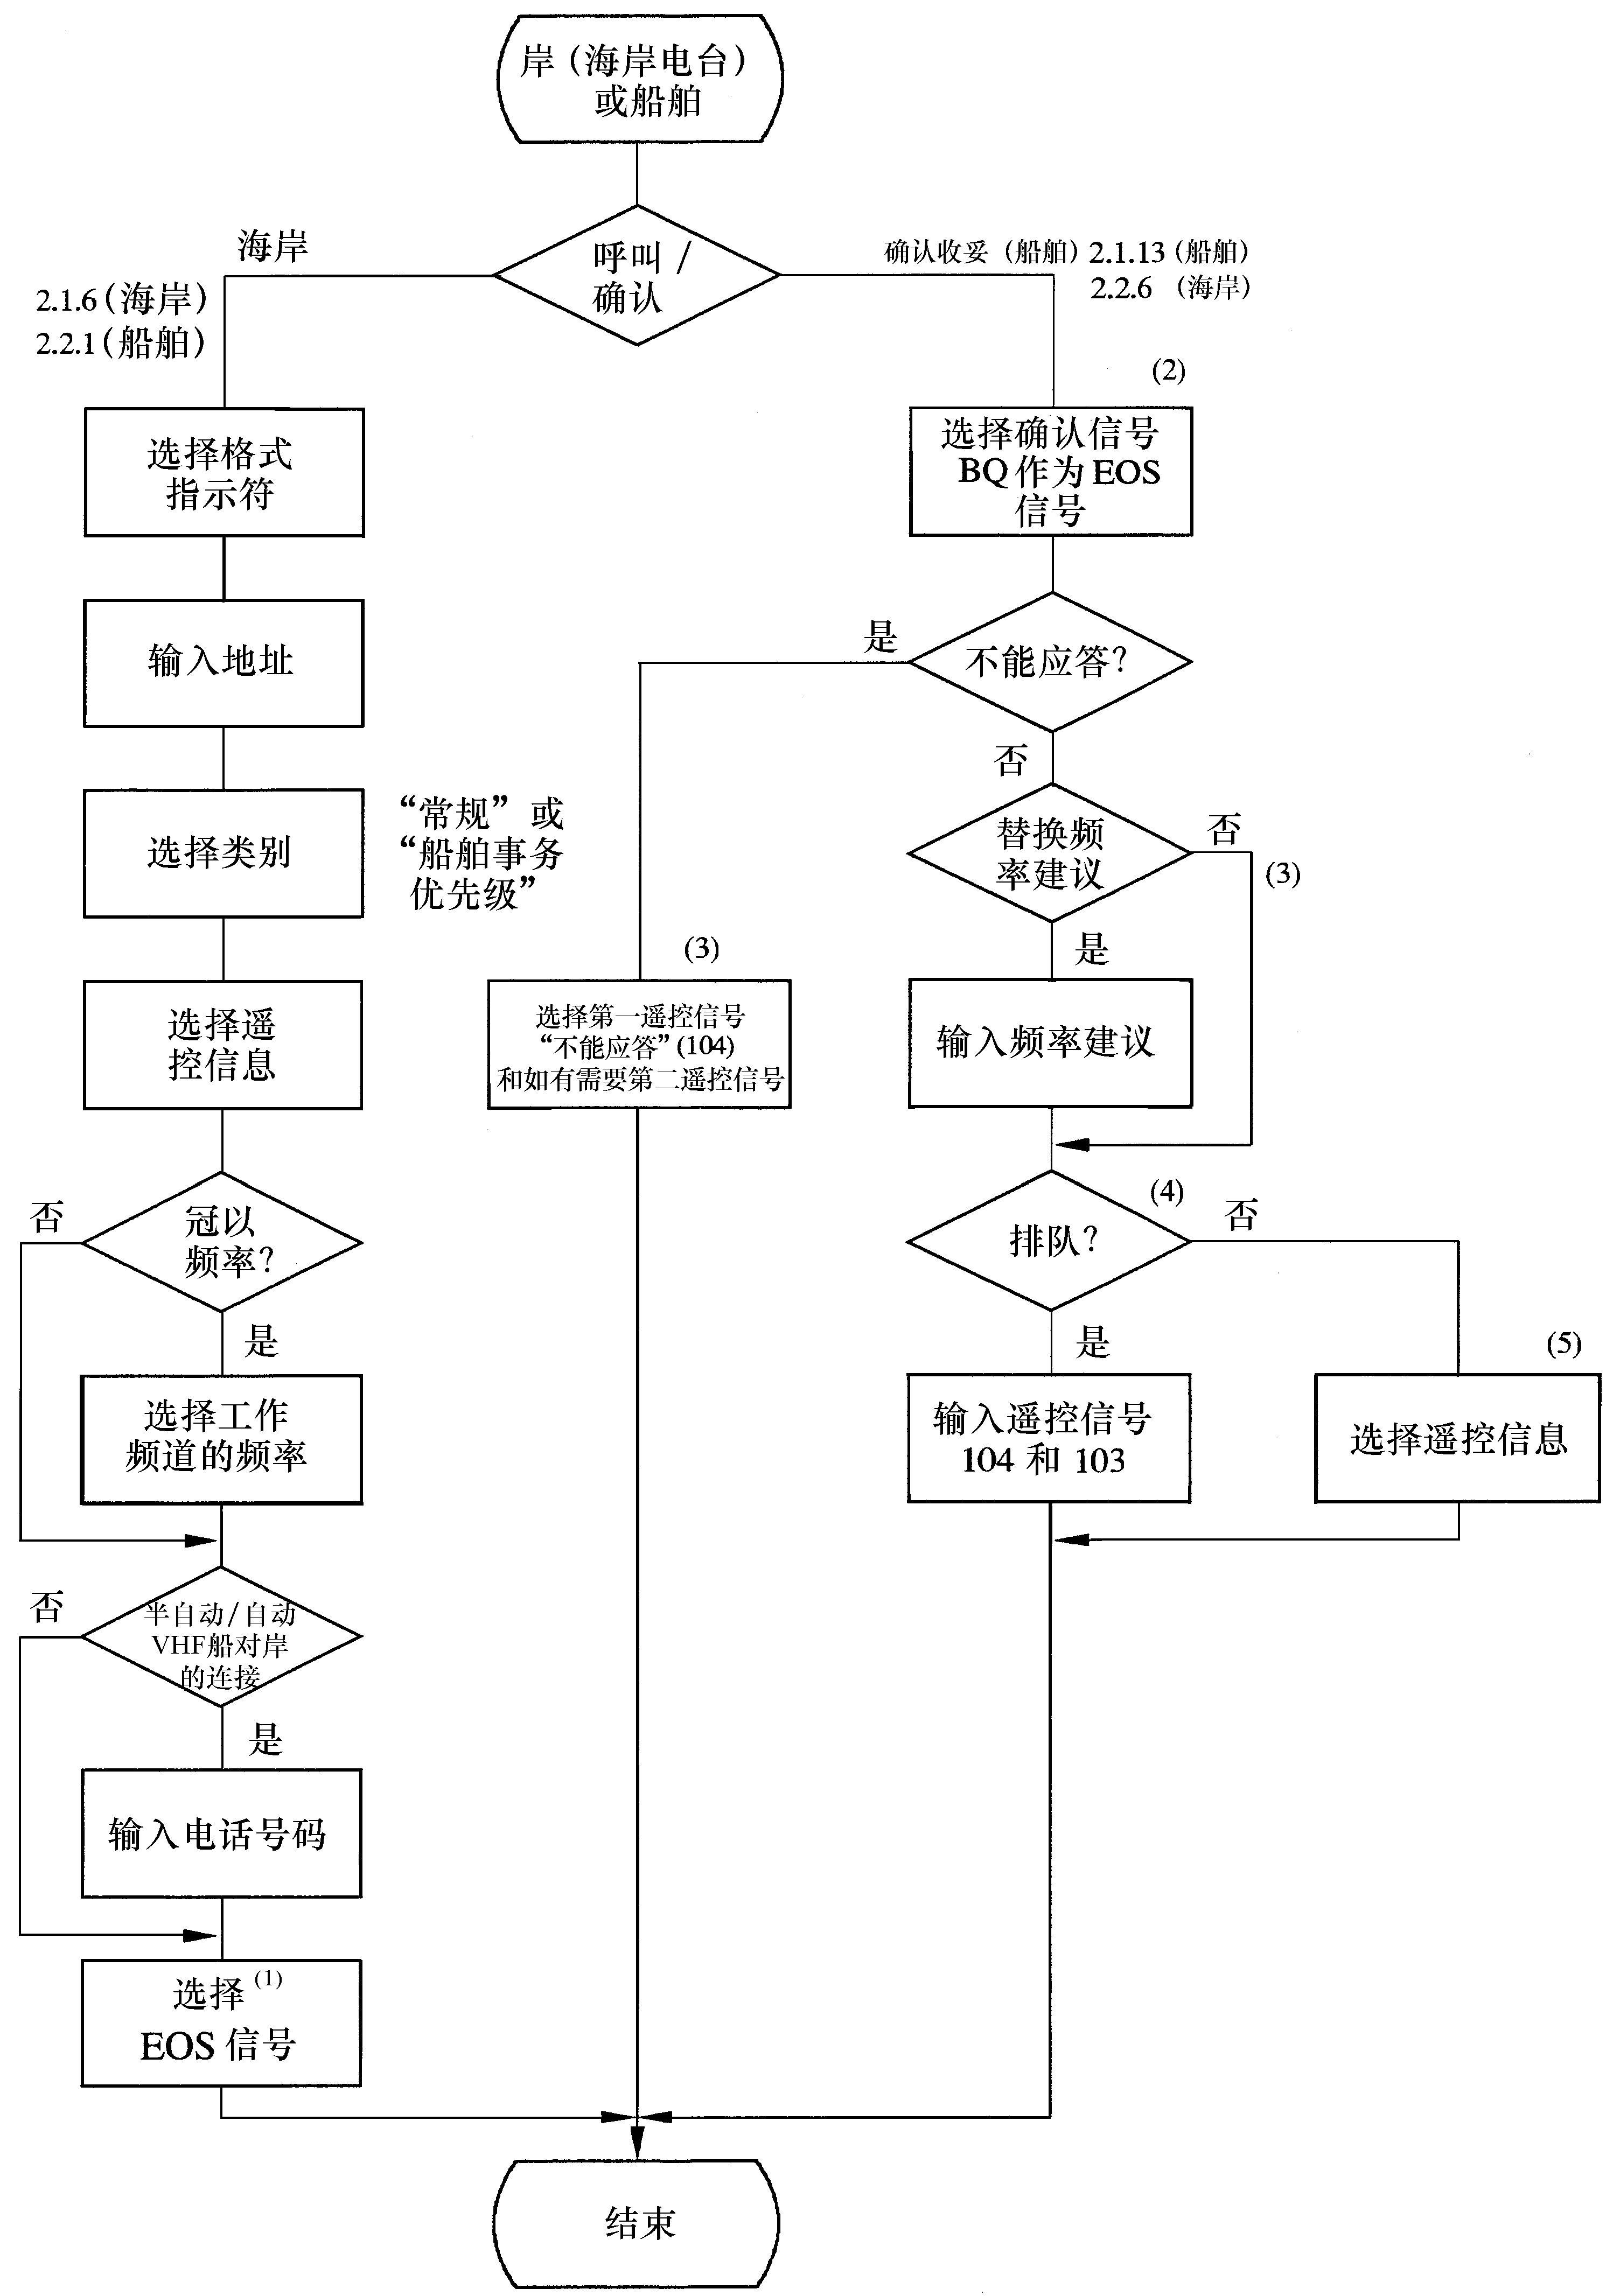 岸（海岸电台）
或船舶
呼叫/
确认
海岸
2.1.6(海岸)
2.2.1(船舶)
确认收妥（船舶）2.1.13（船舶）
2.2.6 （海岸）
选择格式
指示符
输入地址
选择类别
“常规”或
“船舶事务
优先级”
选择遥
控信息
冠以
频率？
否
是
选择工作
频道的频率
半自动/自动
VHF船对岸
的连接
否
是
输入电话号码
选择(1)
EOS 信号
(2)
选择确认信号
BQ作为EOS
信号
不能应答？
是
否
(3)
选择第一遥控信号
“不能应答”(104)
和如有需要第二遥控信号
替换频
率建议
否
(3)
是
输入频率建议
排队？
(4)
否
是
输入遥控信号
104 和 103
(5)
选择遥控信息
结束